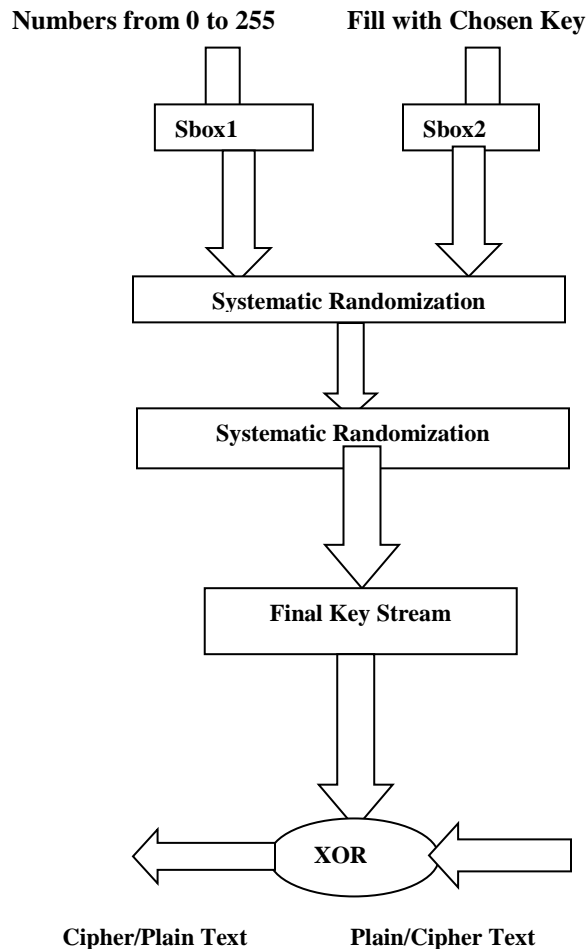 Numbers from 0 to 255 Fill with Chosen Key
Sbox1 Sbox2
Systematic Randomization
Systematic Randomization
Final Key Stream
XOR
Cipher/Plain Text Plain/Cipher Text